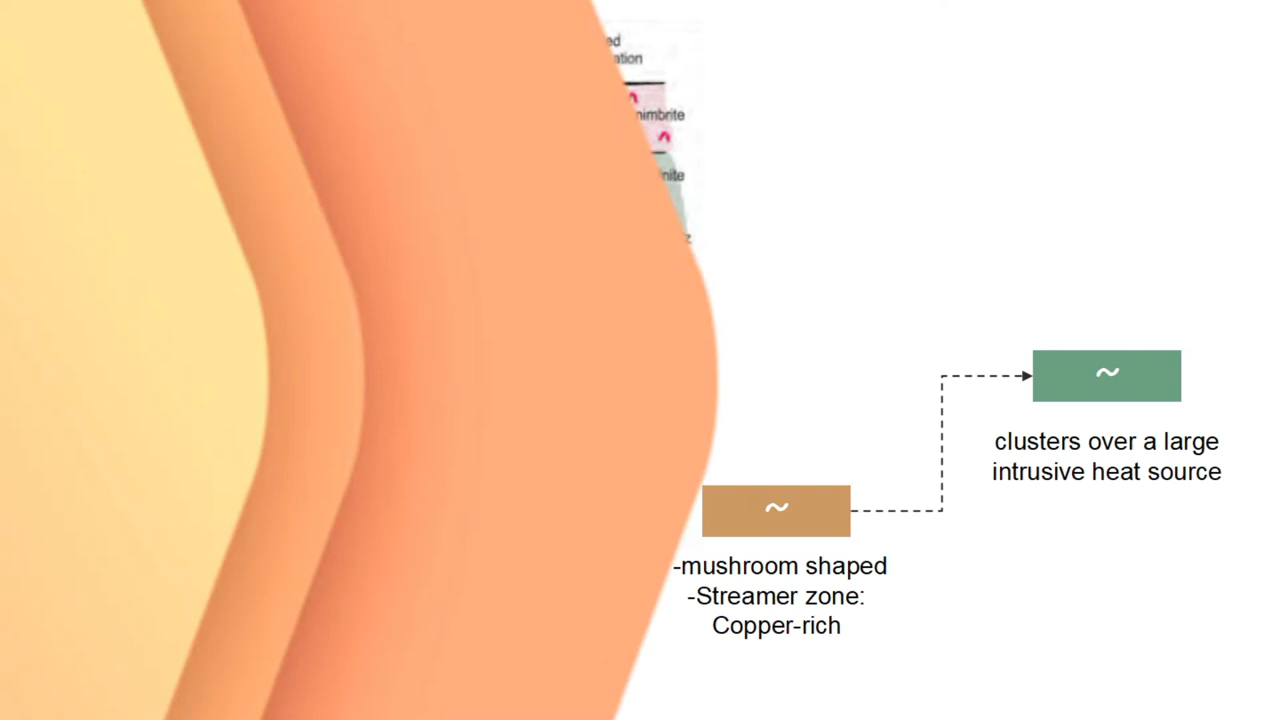 ~
clusters over a large
intrusive heat source
~
-mushroom shaped
-Streamer zone:
Copper-rich